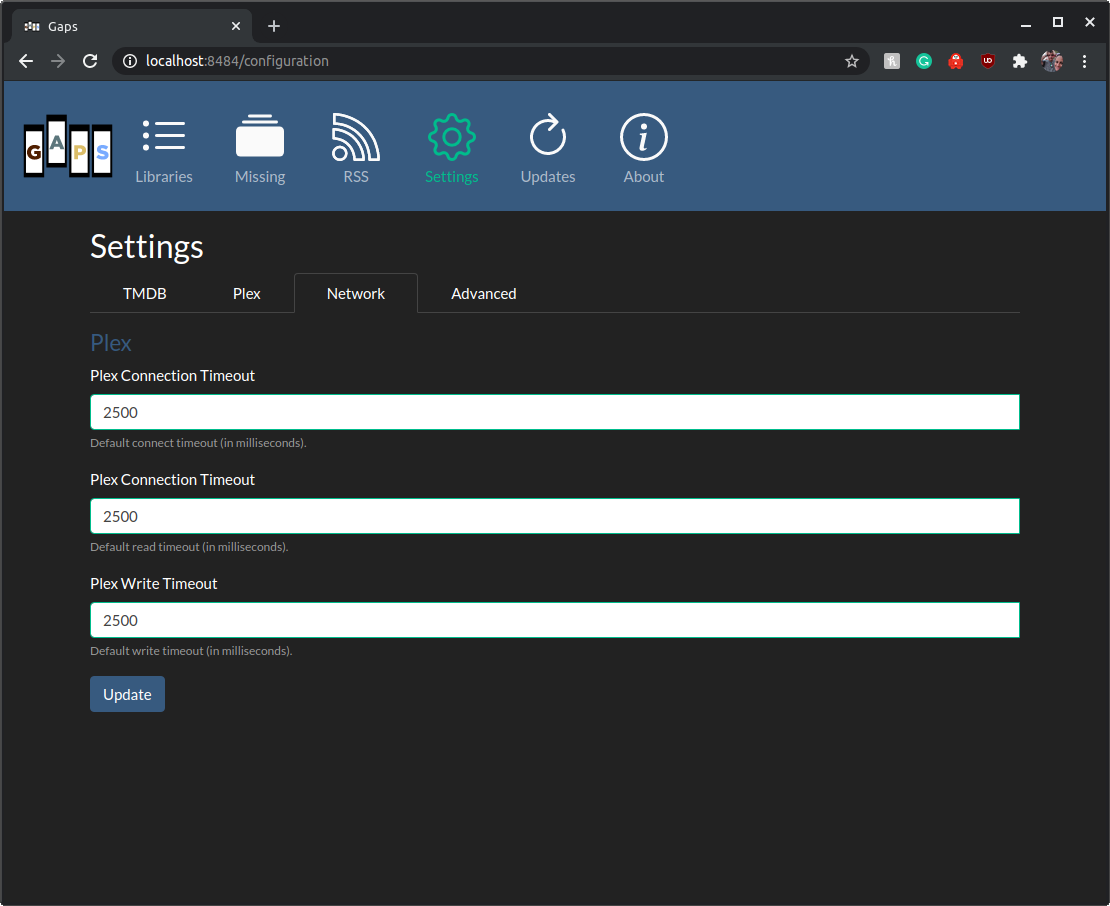 Gaps
localhost:8484/configuration
GAPS
Libraries
Missing
RSS
Settings
Updates
About
Settings
TMDB
Plex
Network
Advanced
Plex
Plex Connection Timeout
2500
Default connect timeout (in milliseconds).
Plex Connection Timeout
2500
Default read timeout (in milliseconds).
Plex Write Timeout
2500
Default write timeout (in milliseconds).
Update